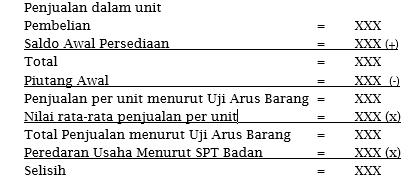 Penjualan dalam unit
Pembelian = XXX
Saldo Awal Persediaan = XXX (+)
Total = XXX
Piutang Awal = XXX (-)
Penjualan per unit menurut Uji Arus Barang = XXX
Nilai rata-rata penjualan per unit = XXX (x)
Total Penjualan menurut Uji Arus Barang = XXX
Peredaran Usaha Menurut SPT Badan = XXX (x)
Selisih = XXX